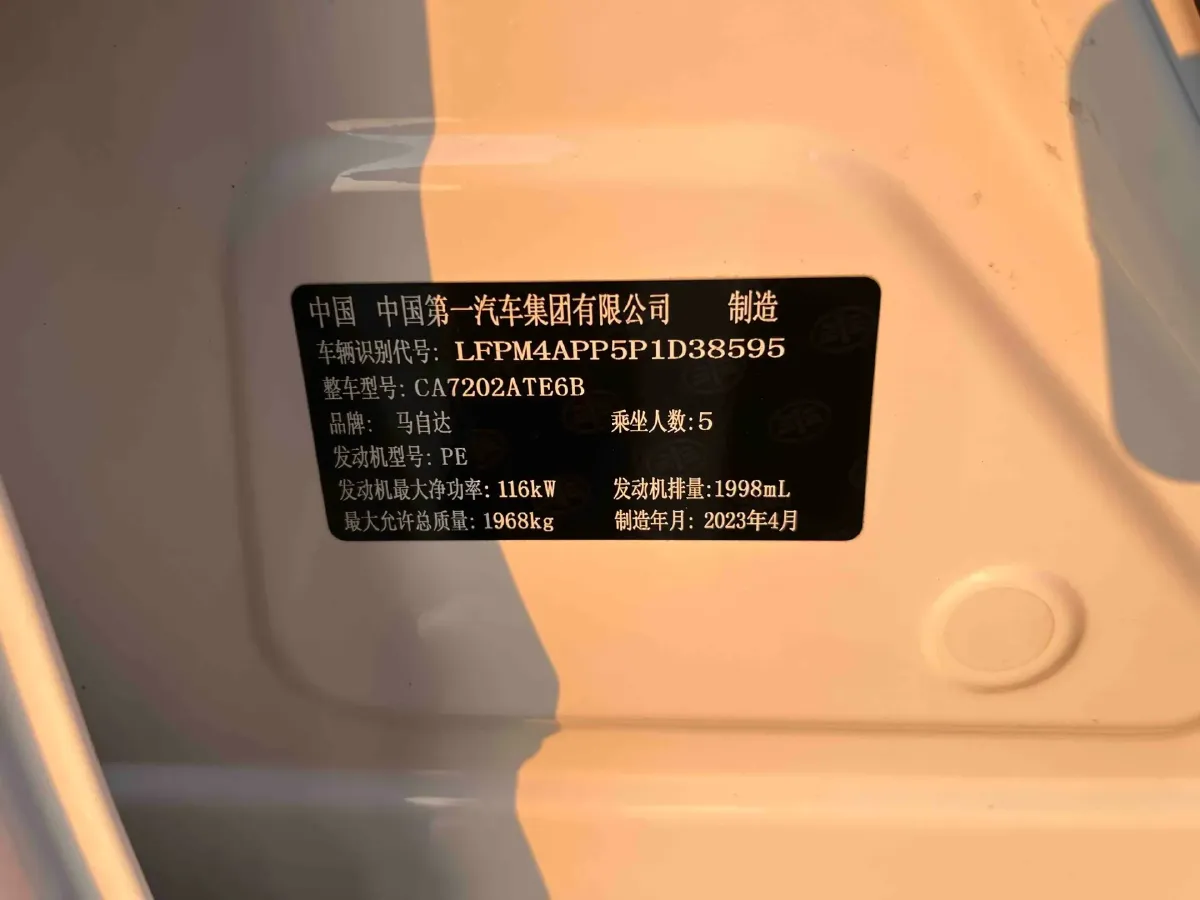 中国 中国第一汽车集团有限公司 制造
车辆识别代号: LFPM4APP5P1D38595
整车型号: CA7202ATE6B
品牌: 马自达 乘坐人数: 5
发动机型号: PE
发动机最大净功率: 116kW 发动机排量:1998mL
最大允许总质量: 1968kg 制造年月: 2023年4月